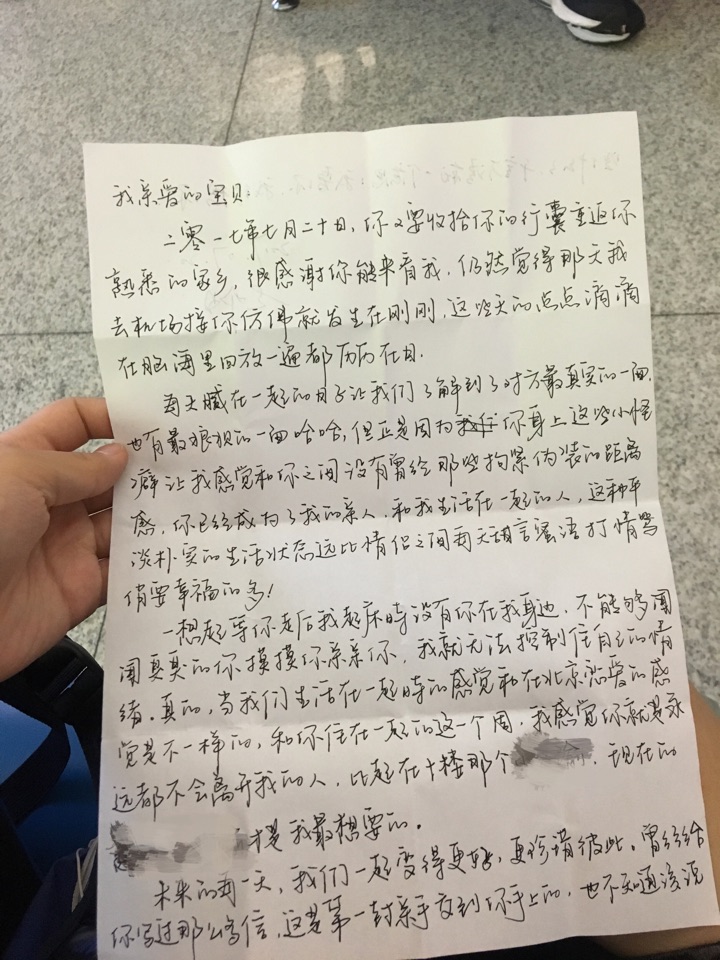 我亲爱的宝贝：
二零一七年七月二十日，你又要收拾你的行囊重返你
熟悉的家乡，很感谢你能来看我，仍然觉得那天我
去机场接你仿佛就发生在刚刚，这些天的点点滴滴
在脑海里回放一遍都历历在目.
每天腻在一起的日子让我们了解到了对方最真实的一面.
也有最狼狈的一面哈哈，但正是因为你身上这些小怪
癖让我感觉和你之间没有曾经那些拘紧伪装的距离
感，你已经成为了我的亲人，和我生活在一起的人，这种平
淡朴实的生活状态远比情侣之间每天甜言蜜语打情骂
俏要幸福的多！
一想起等你走后我起床时没有你在我身边，不能够闻
闻臭臭的你摸摸你亲亲你，我就无法控制住自己的情
绪.真的，当我们生活在一起时的感觉和在北京恋爱的感
觉是不一样的，和你住在一起的这一个周，我感觉你就是永
远都不会离开我的人，比起在十楼那个 . 现在的
才是我最想要的。
未来的每一天，我们一起变得更好，更珍惜彼此。曾经给
你写过那么多信，这是第一封亲手交到你手上的，也不知道该说